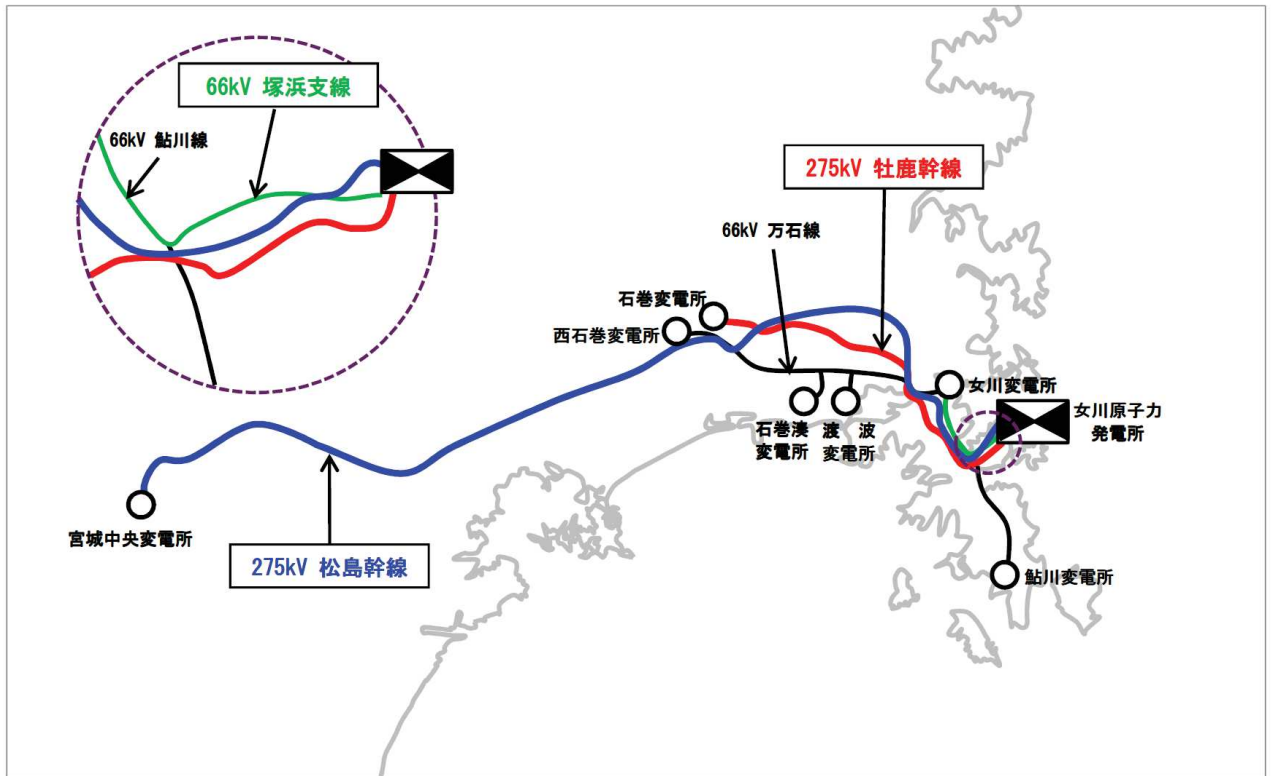 66kV 塚浜支線
66kV 鮎川線
275kV 牡鹿幹線
66kV 万石線
石巻変電所
西石巻変電所
女川変電所
女川原子力
発電所
石巻湊
変電所
渡 波
変電所
宮城中央変電所
275kV 松島幹線
鮎川変電所